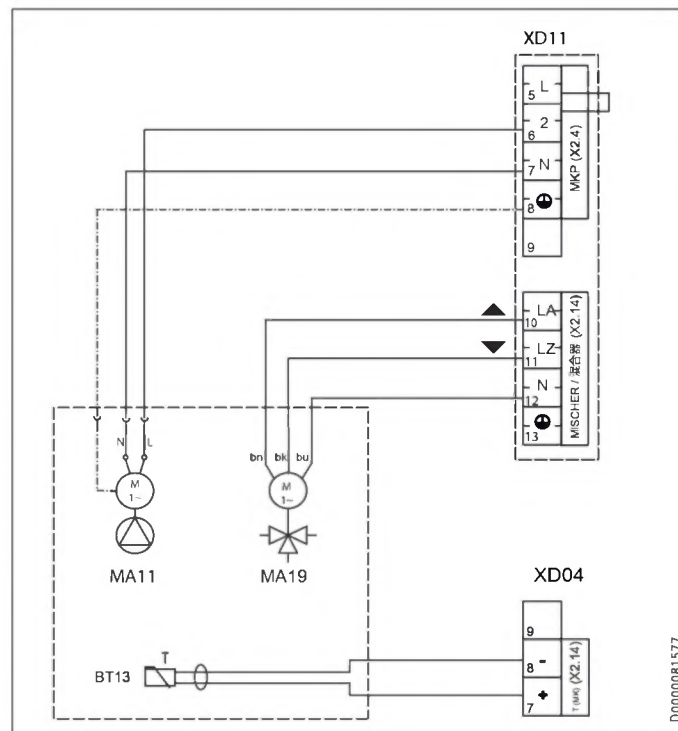 XD11
L
5
2
6
N
7
8
9
MKP (X2.4)
LA
10
LZ
11
N
12
13
MISCHER / 混合器 (X2.14)
N
L
bn
bk
bu
M
1~
M
1~
MA11
MA19
XD04
9
8
-
7
+
T (MK) (X2.14)
T
BT13
D0000081577